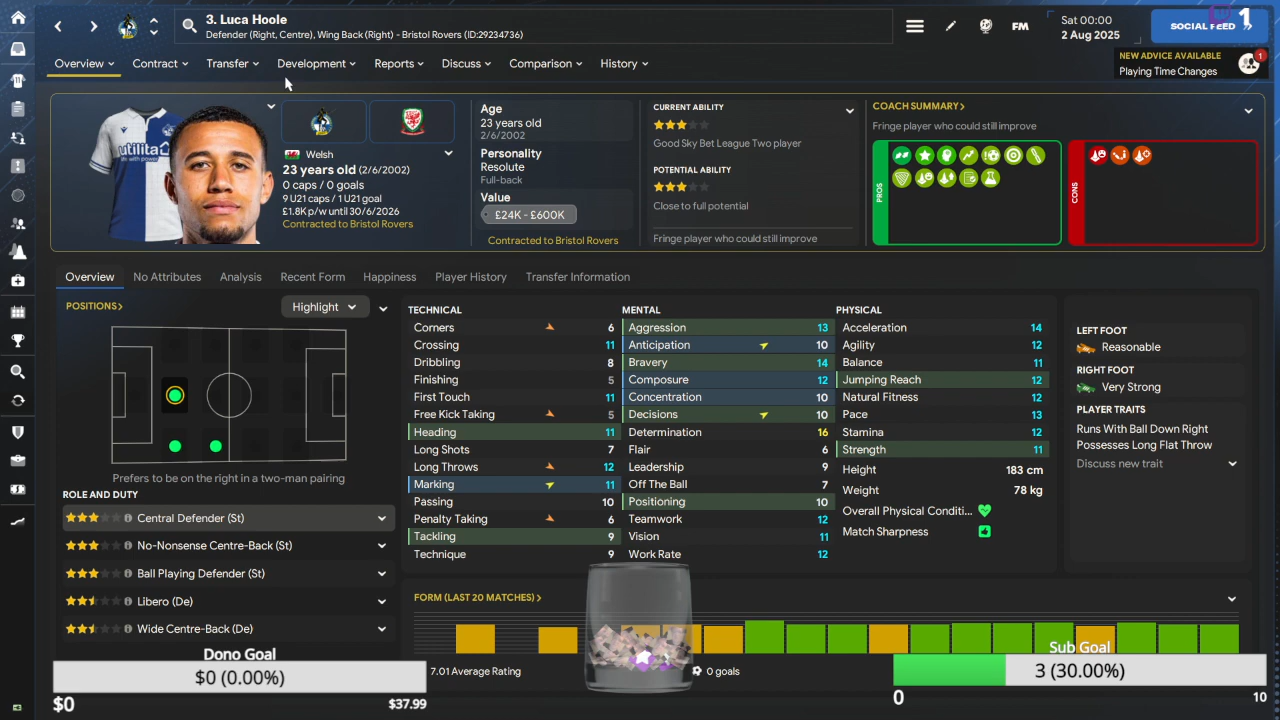 3. Luca Hoole
Defender (Right, Centre), Wing Back (Right) - Bristol Rovers (ID:29234736)
FM
Sat 00:00
2 Aug 2025
SOCIAL FEED
1
Overview
Contract
Transfer
Development
Reports
Discuss
Comparison
History
NEW ADVICE AVAILABLE
Playing Time Changes
1
utilita
Welsh
23 years old (2/6/2002)
0 caps / 0 goals
9 U21 caps / 1 U21 goal
£1.8K p/w until 30/6/2026
Contracted to Bristol Rovers
Age
23 years old
2/6/2002
Personality
Resolute
Full-back
Value
£24K - £600K
Contracted to Bristol Rovers
CURRENT ABILITY
Good Sky Bet League Two player
POTENTIAL ABILITY
Close to full potential
Fringe player who could still improve
COACH SUMMARY
Fringe player who could still improve
PROS
CONS
Overview
No Attributes
Analysis
Recent Form
Happiness
Player History
Transfer Information
POSITIONS
Highlight
Prefers to be on the right in a two-man pairing
ROLE AND DUTY
Central Defender (St)
No-Nonsense Centre-Back (St)
Ball Playing Defender (St)
Libero (De)
Wide Centre-Back (De)
TECHNICAL
Corners 6
Crossing 11
Dribbling 8
Finishing 5
First Touch 11
Free Kick Taking 5
Heading 11
Long Shots 7
Long Throws 12
Marking 11
Passing 10
Penalty Taking 6
Tackling 9
Technique 9
MENTAL
Aggression 13
Anticipation 10
Bravery 14
Composure 12
Concentration 10
Decisions 10
Determination 16
Flair 6
Leadership 9
Off The Ball 7
Positioning 10
Teamwork 12
Vision 11
Work Rate 12
PHYSICAL
Acceleration 14
Agility 12
Balance 11
Jumping Reach 12
Natural Fitness 12
Pace 13
Stamina 12
Strength 11
Height 183 cm
Weight 78 kg
Overall Physical Conditi...
Match Sharpness
LEFT FOOT
Reasonable
RIGHT FOOT
Very Strong
PLAYER TRAITS
Runs With Ball Down Right
Possesses Long Flat Throw
Discuss new trait
FORM (LAST 20 MATCHES)
7.01 Average Rating
0 goals
Dono Goal
$0 (0.00%)
$0
$37.99
Sub Goal
3 (30.00%)
0
10